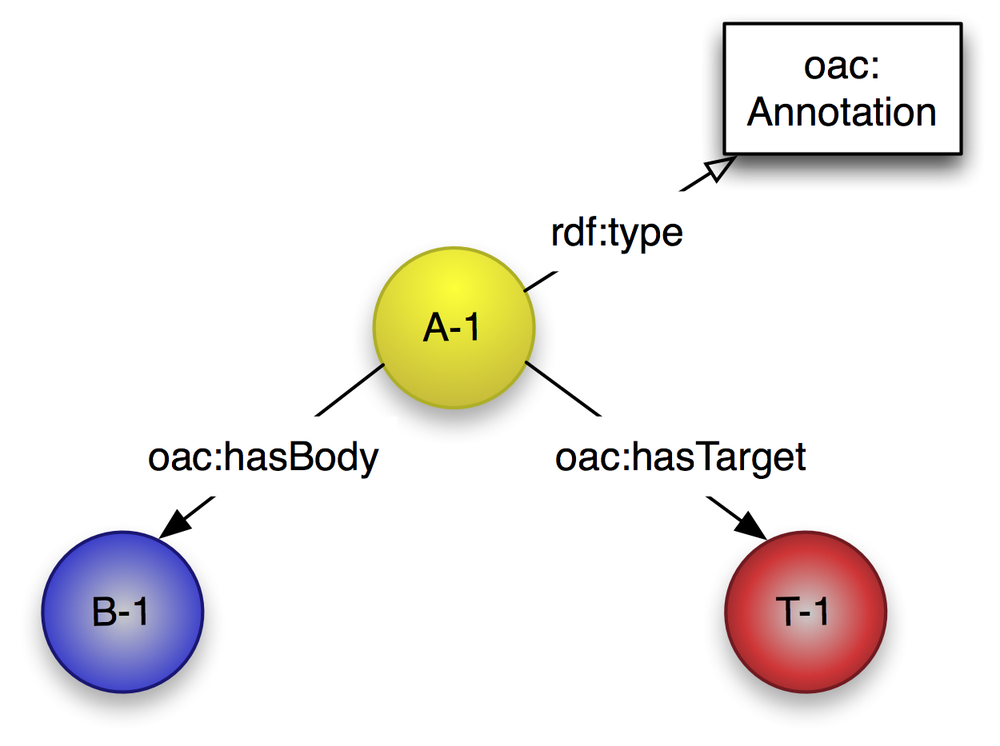 oac:
Annotation
rdf:type
A-1
oac:hasBody
oac:hasTarget
B-1
T-1